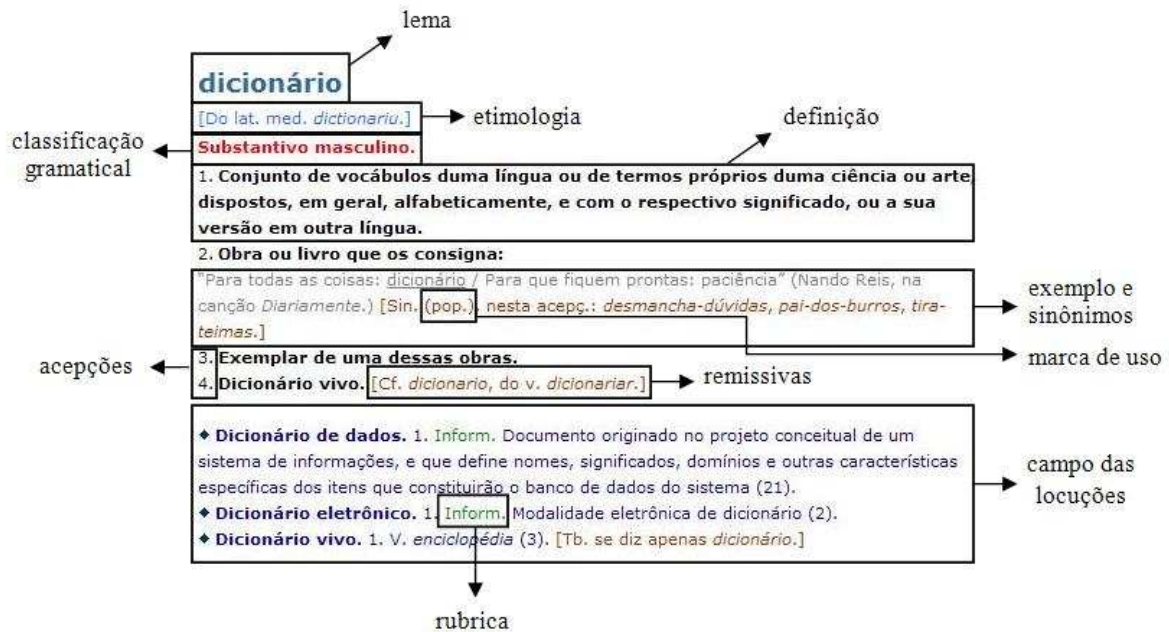 lema
dicionário
[Do lat. med. dictionariu.]
etimologia
definição
classificação
gramatical
Substantivo masculino.
1. Conjunto de vocábulos duma língua ou de termos próprios duma ciência ou arte,
dispostos, em geral, alfabeticamente, e com o respectivo significado, ou a sua
versão em outra língua.
2. Obra ou livro que os consigna:
"Para todas as coisas: dicionário / Para que fiquem prontas: paciência" (Nando Reis, na
canção Diariamente.) [Sin. (pop.), nesta acepç.: desmancha-dúvidas, pai-dos-burros, tira-
teimas.]
exemplo e
sinônimos
marca de uso
acepções
3. Exemplar de uma dessas obras.
4. Dicionário vivo. [Cf. dicionario, do v. dicionariar.]
remissivas
◆ Dicionário de dados. 1. Inform. Documento originado no projeto conceitual de um
sistema de informações, e que define nomes, significados, domínios e outras características
específicas dos itens que constituirão o banco de dados do sistema (21).
◆ Dicionário eletrônico. 1. Inform. Modalidade eletrônica de dicionário (2).
◆ Dicionário vivo. 1. V. enciclopédia (3). [Tb. se diz apenas dicionário.]
campo das
locuções
rubrica